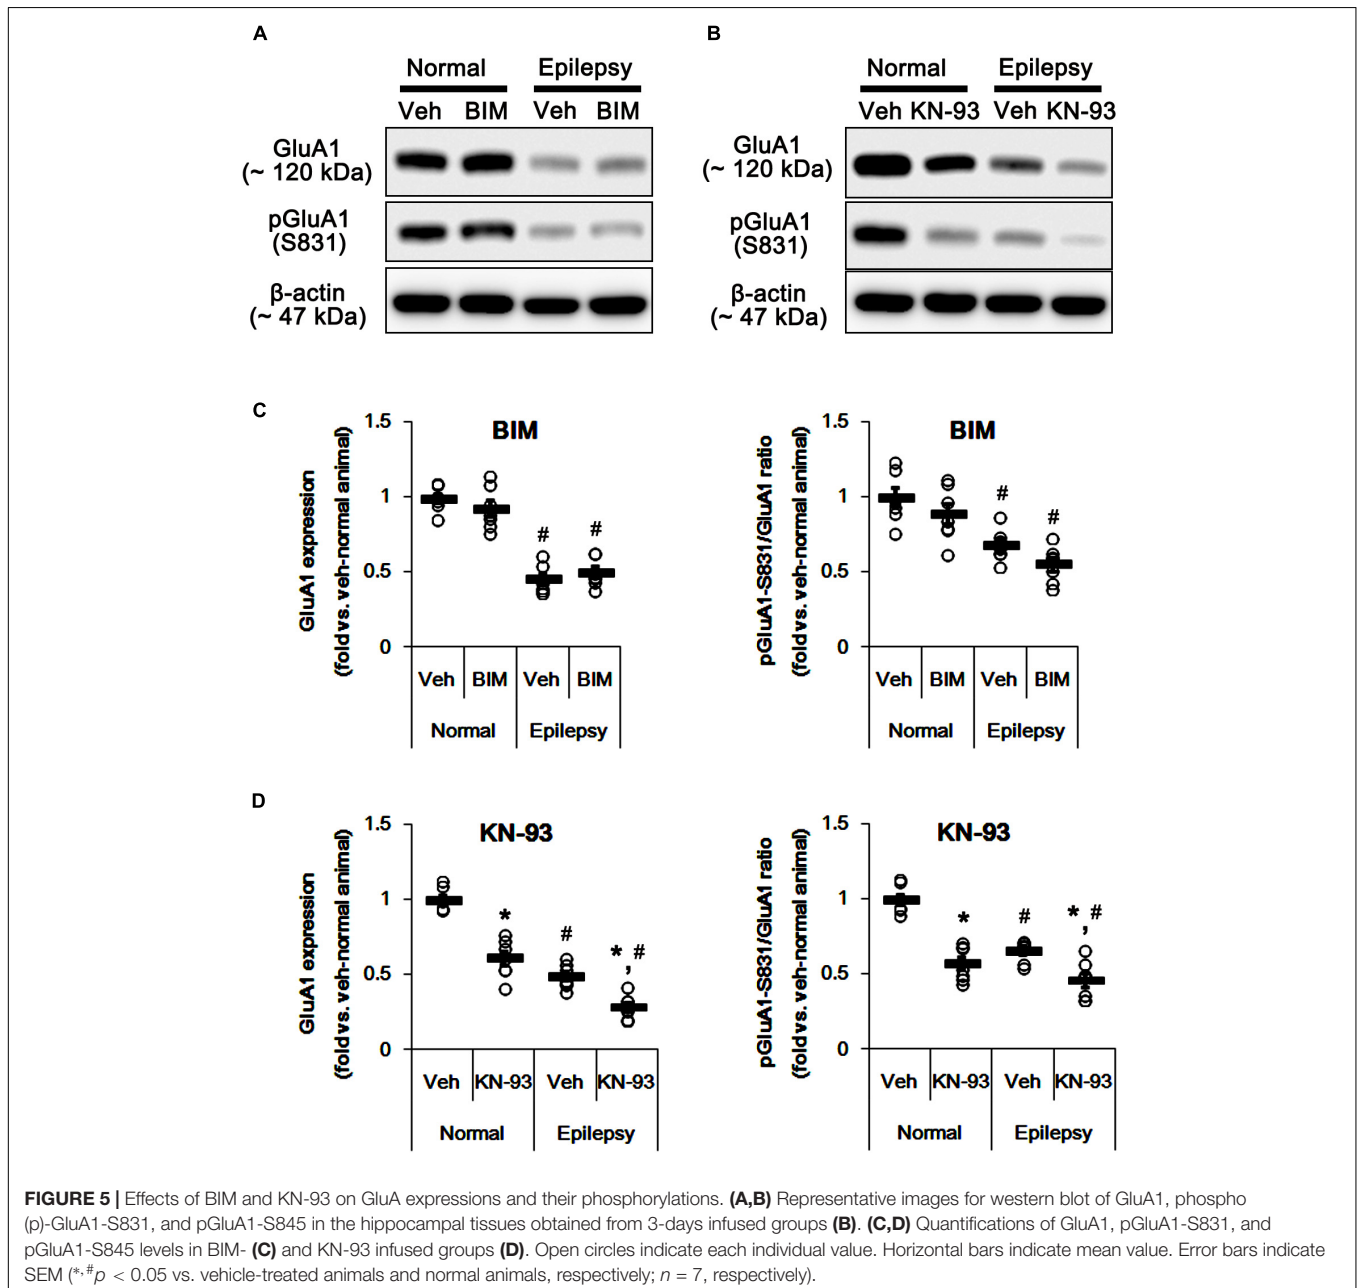 A
Normal Epilepsy
Veh BIM Veh BIM
GluA1
(~ 120 kDa)
pGluA1
(S831)
β-actin
(~ 47 kDa)
B
Normal Epilepsy
Veh KN-93 Veh KN-93
GluA1
(~ 120 kDa)
pGluA1
(S831)
β-actin
(~ 47 kDa)
C
GluA1 expression
(fold vs. veh-normal animal)
BIM
1.5
1
0.5
0
# #
Veh BIM Veh BIM
Normal Epilepsy
pGluA1-S831/GluA1 ratio
(fold vs. veh-normal animal)
BIM
1.5
1
0.5
0
# #
Veh BIM Veh BIM
Normal Epilepsy
D
GluA1 expression
(fold vs. veh-normal animal)
KN-93
1.5
1
0.5
0
* # *,#
Veh KN-93 Veh KN-93
Normal Epilepsy
pGluA1-S831/GluA1 ratio
(fold vs. veh-normal animal)
KN-93
1.5
1
0.5
0
* # *,#
Veh KN-93 Veh KN-93
Normal Epilepsy
FIGURE 5 | Effects of BIM and KN-93 on GluA expressions and their phosphorylations. (A,B) Representative images for western blot of GluA1, phospho
(p)-GluA1-S831, and pGluA1-S845 in the hippocampal tissues obtained from 3-days infused groups (B). (C,D) Quantifications of GluA1, pGluA1-S831, and
pGluA1-S845 levels in BIM- (C) and KN-93 infused groups (D). Open circles indicate each individual value. Horizontal bars indicate mean value. Error bars indicate
SEM (*,#p < 0.05 vs. vehicle-treated animals and normal animals, respectively; n = 7, respectively).